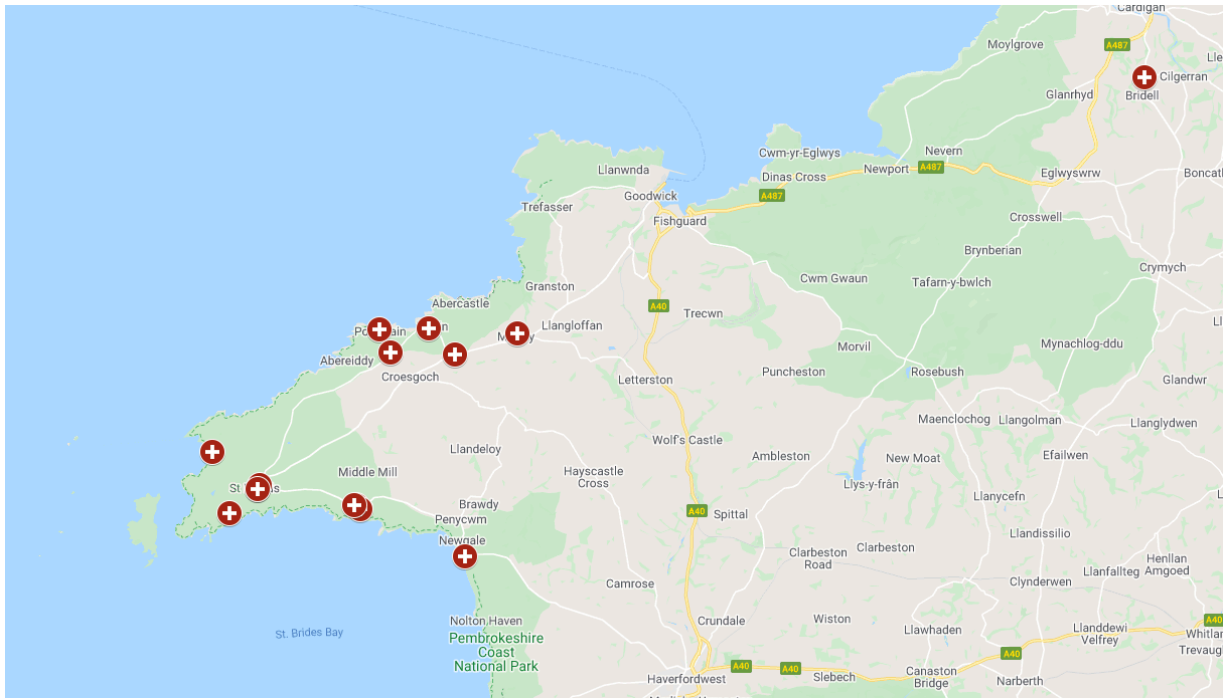 Cardigan
Moylgrove
A487
Cilgerran
Glanrhyd
Bridell
Nevern
Cwm-yr-Eglwys
Llanwnda
Newport
A487
Dinas Cross
Eglwyswrw
Boncath
Goodwick
A487
Trefasser
Fishguard
Crosswell
Brynberian
Crymych
Cwm Gwaun
Tafarn-y-bwlch
Granston
Abercastle
A40
Trecwn
Llangloffan
Mynachlog-ddu
Morvil
Abereiddy
Croesgoch
Letterston
Puncheston
Rosebush
Glandwr
Maenclochog
Llangolman
Llanglydwen
Wolf's Castle
Llandeloy
Ambleston
New Moat
Efailwen
Middle Mill
Hayscastle
Cross
Llys-y-frân
Llanycefn
Brawdy
Penycwm
A40
Spittal
Newgale
Llandissilio
Clarbeston
Road
Clarbeston
Henllan
Amgoed
Llanfallteg
Camrose
Clynderwen
Nolton Haven
Crundale
Wiston
Llawhaden
Llanddewi
Velfrey
A40
Whitlan
Trevaug
St. Brides Bay
Pembrokeshire
Coast
National Park
A40
A40
A40
Haverfordwest
Slebech
Canaston
Bridge
Narberth